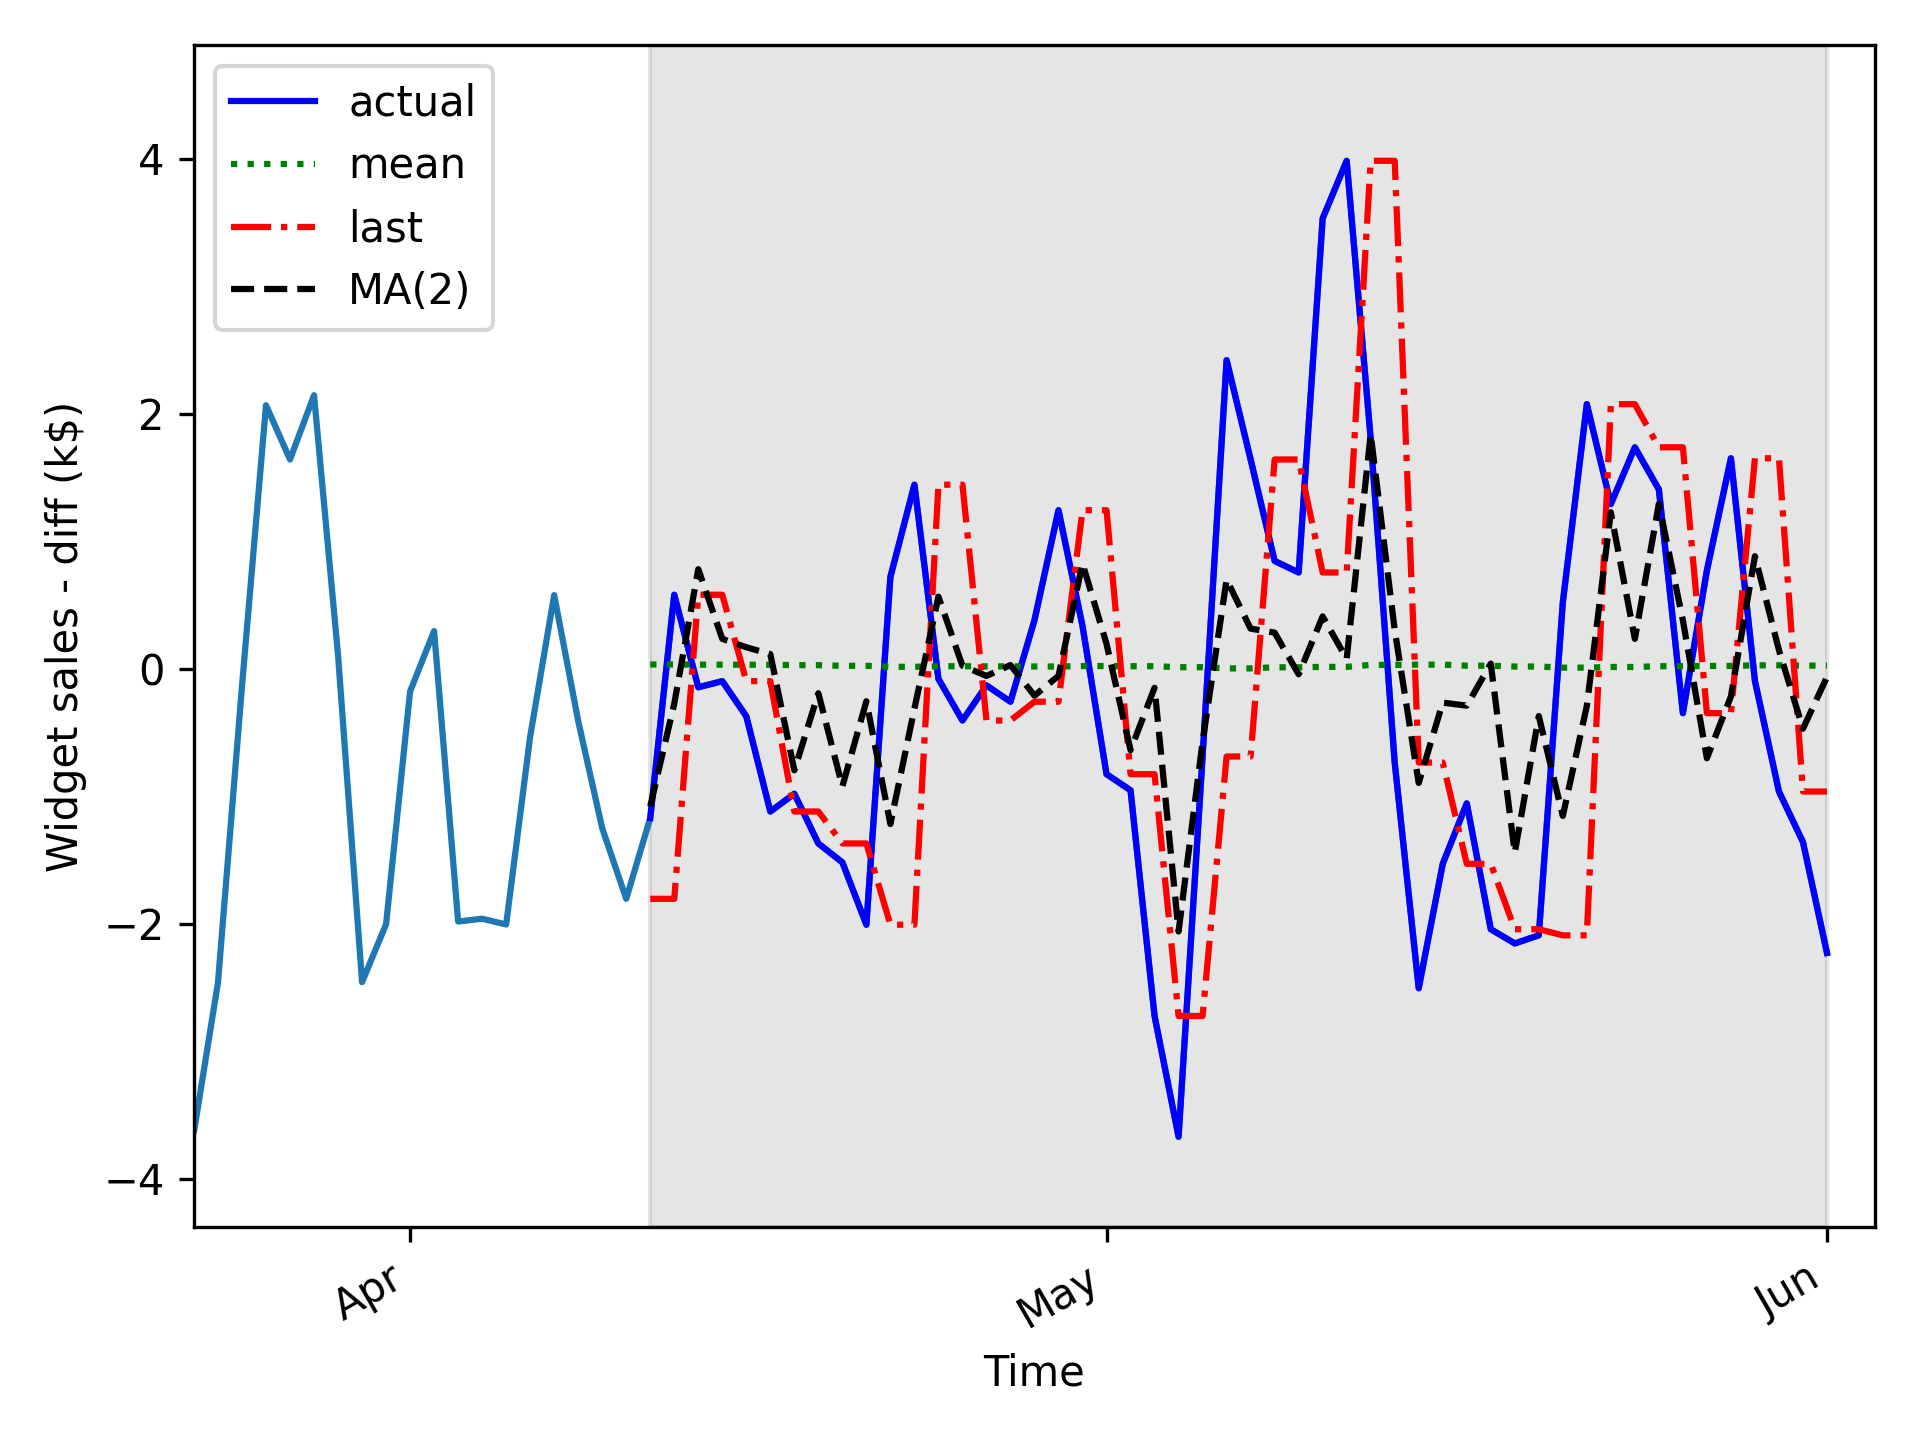 actual
mean
last
MA(2)
4
2
0
−2
−4
Widget sales - diff (k$)
Apr
May
Jun
Time